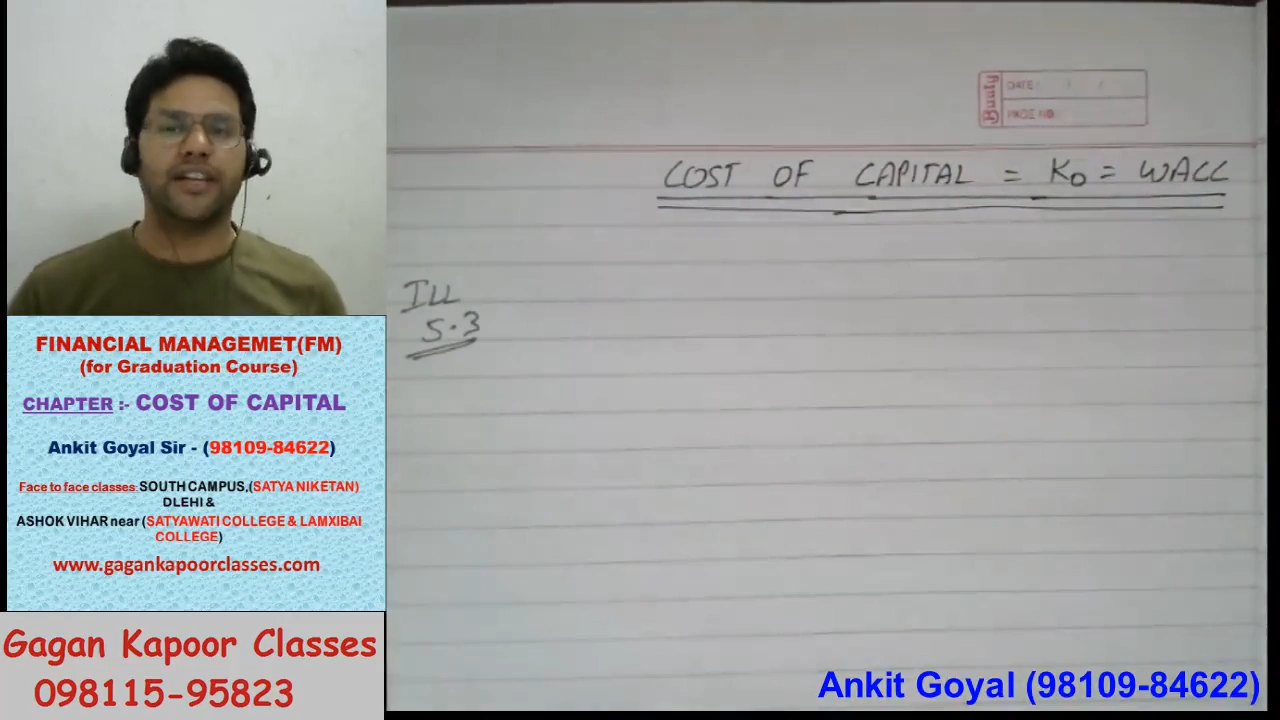 FINANCIAL MANAGEMET(FM)
(for Graduation Course)
CHAPTER :- COST OF CAPITAL
Ankit Goyal Sir - (98109-84622)
Face to face classes: SOUTH CAMPUS,(SATYA NIKETAN)
DLEHI &
ASHOK VIHAR near (SATYAWATI COLLEGE & LAMXIBAI
COLLEGE)
www.gagankapoorclasses.com
Gagan Kapoor Classes
098115-95823
DATE: / /
PAGE NO
COST OF CAPITAL = KO = WACC
ILL
5.3
Ankit Goyal (98109-84622)